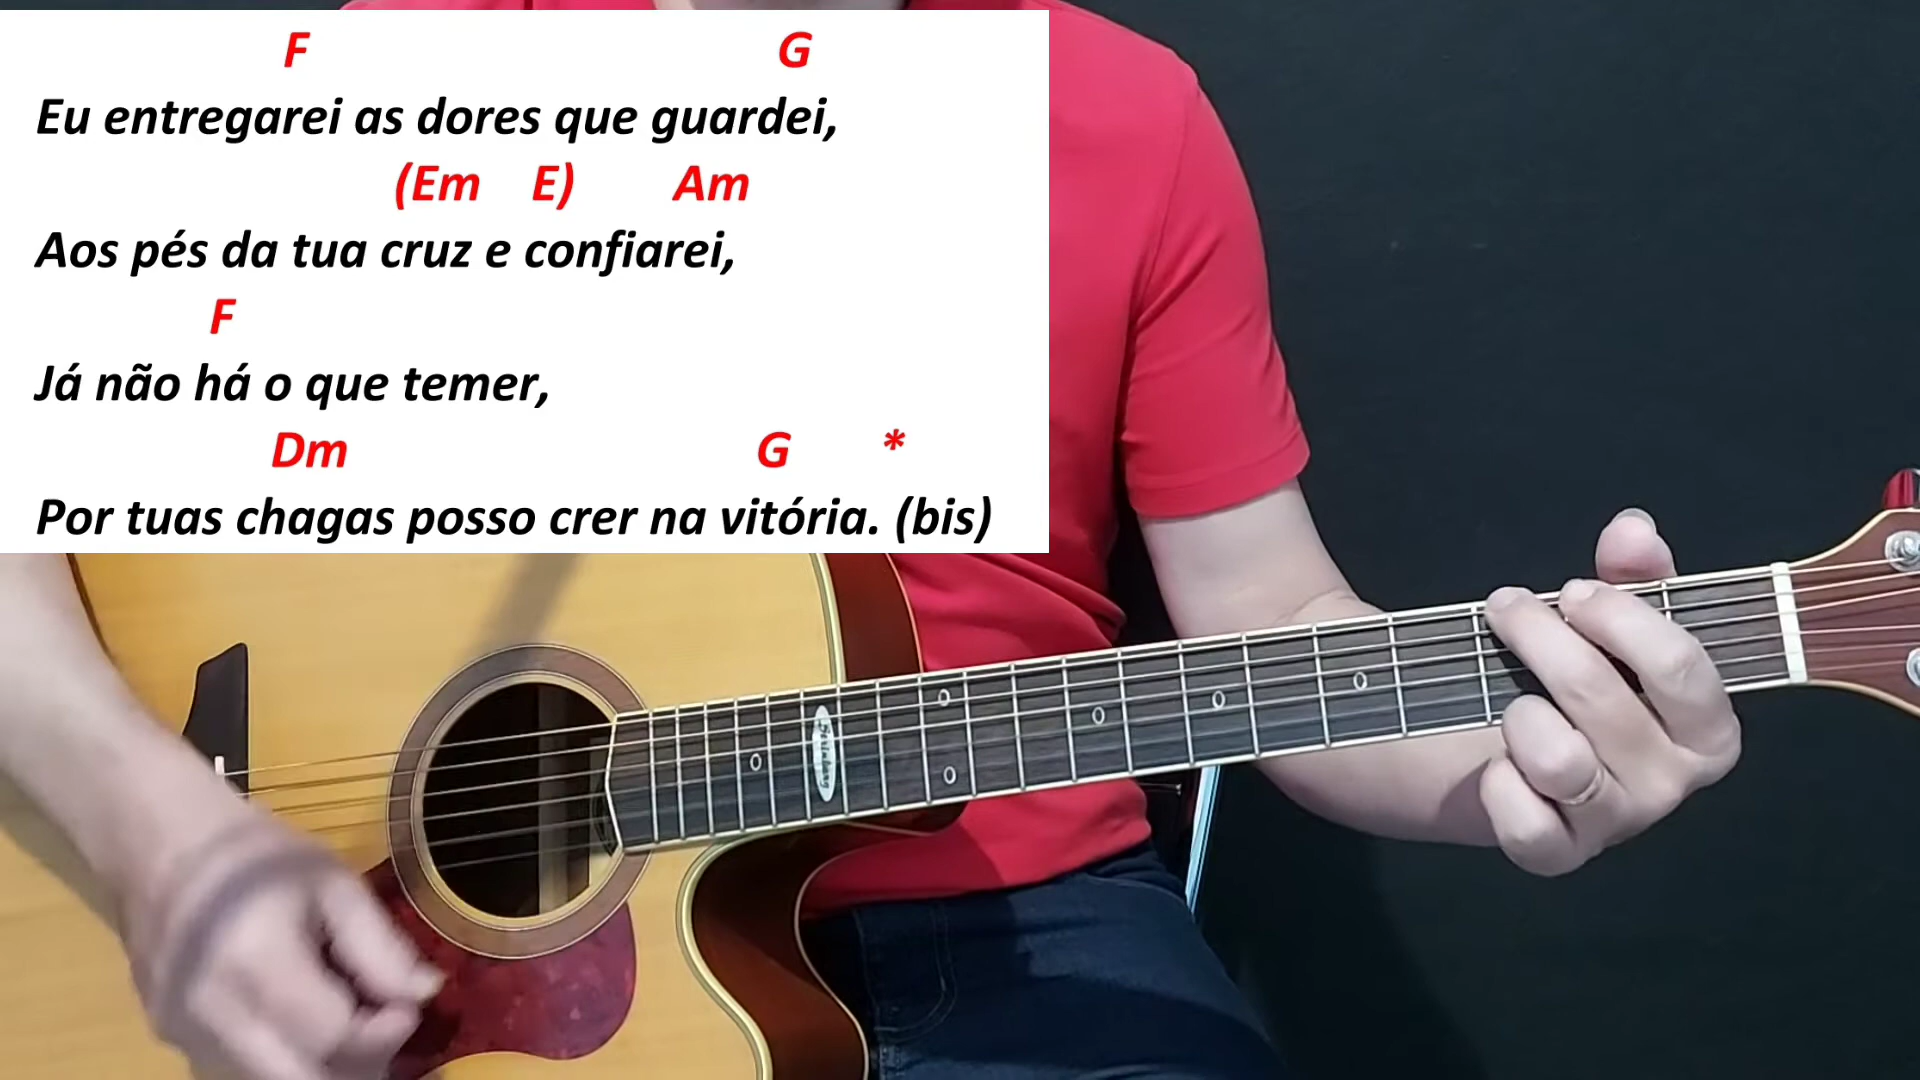 F G
Eu entregarei as dores que guardei,
(Em E) Am
Aos pés da tua cruz e confiarei,
F
Já não há o que temer,
Dm G *
Por tuas chagas posso crer na vitória. (bis)